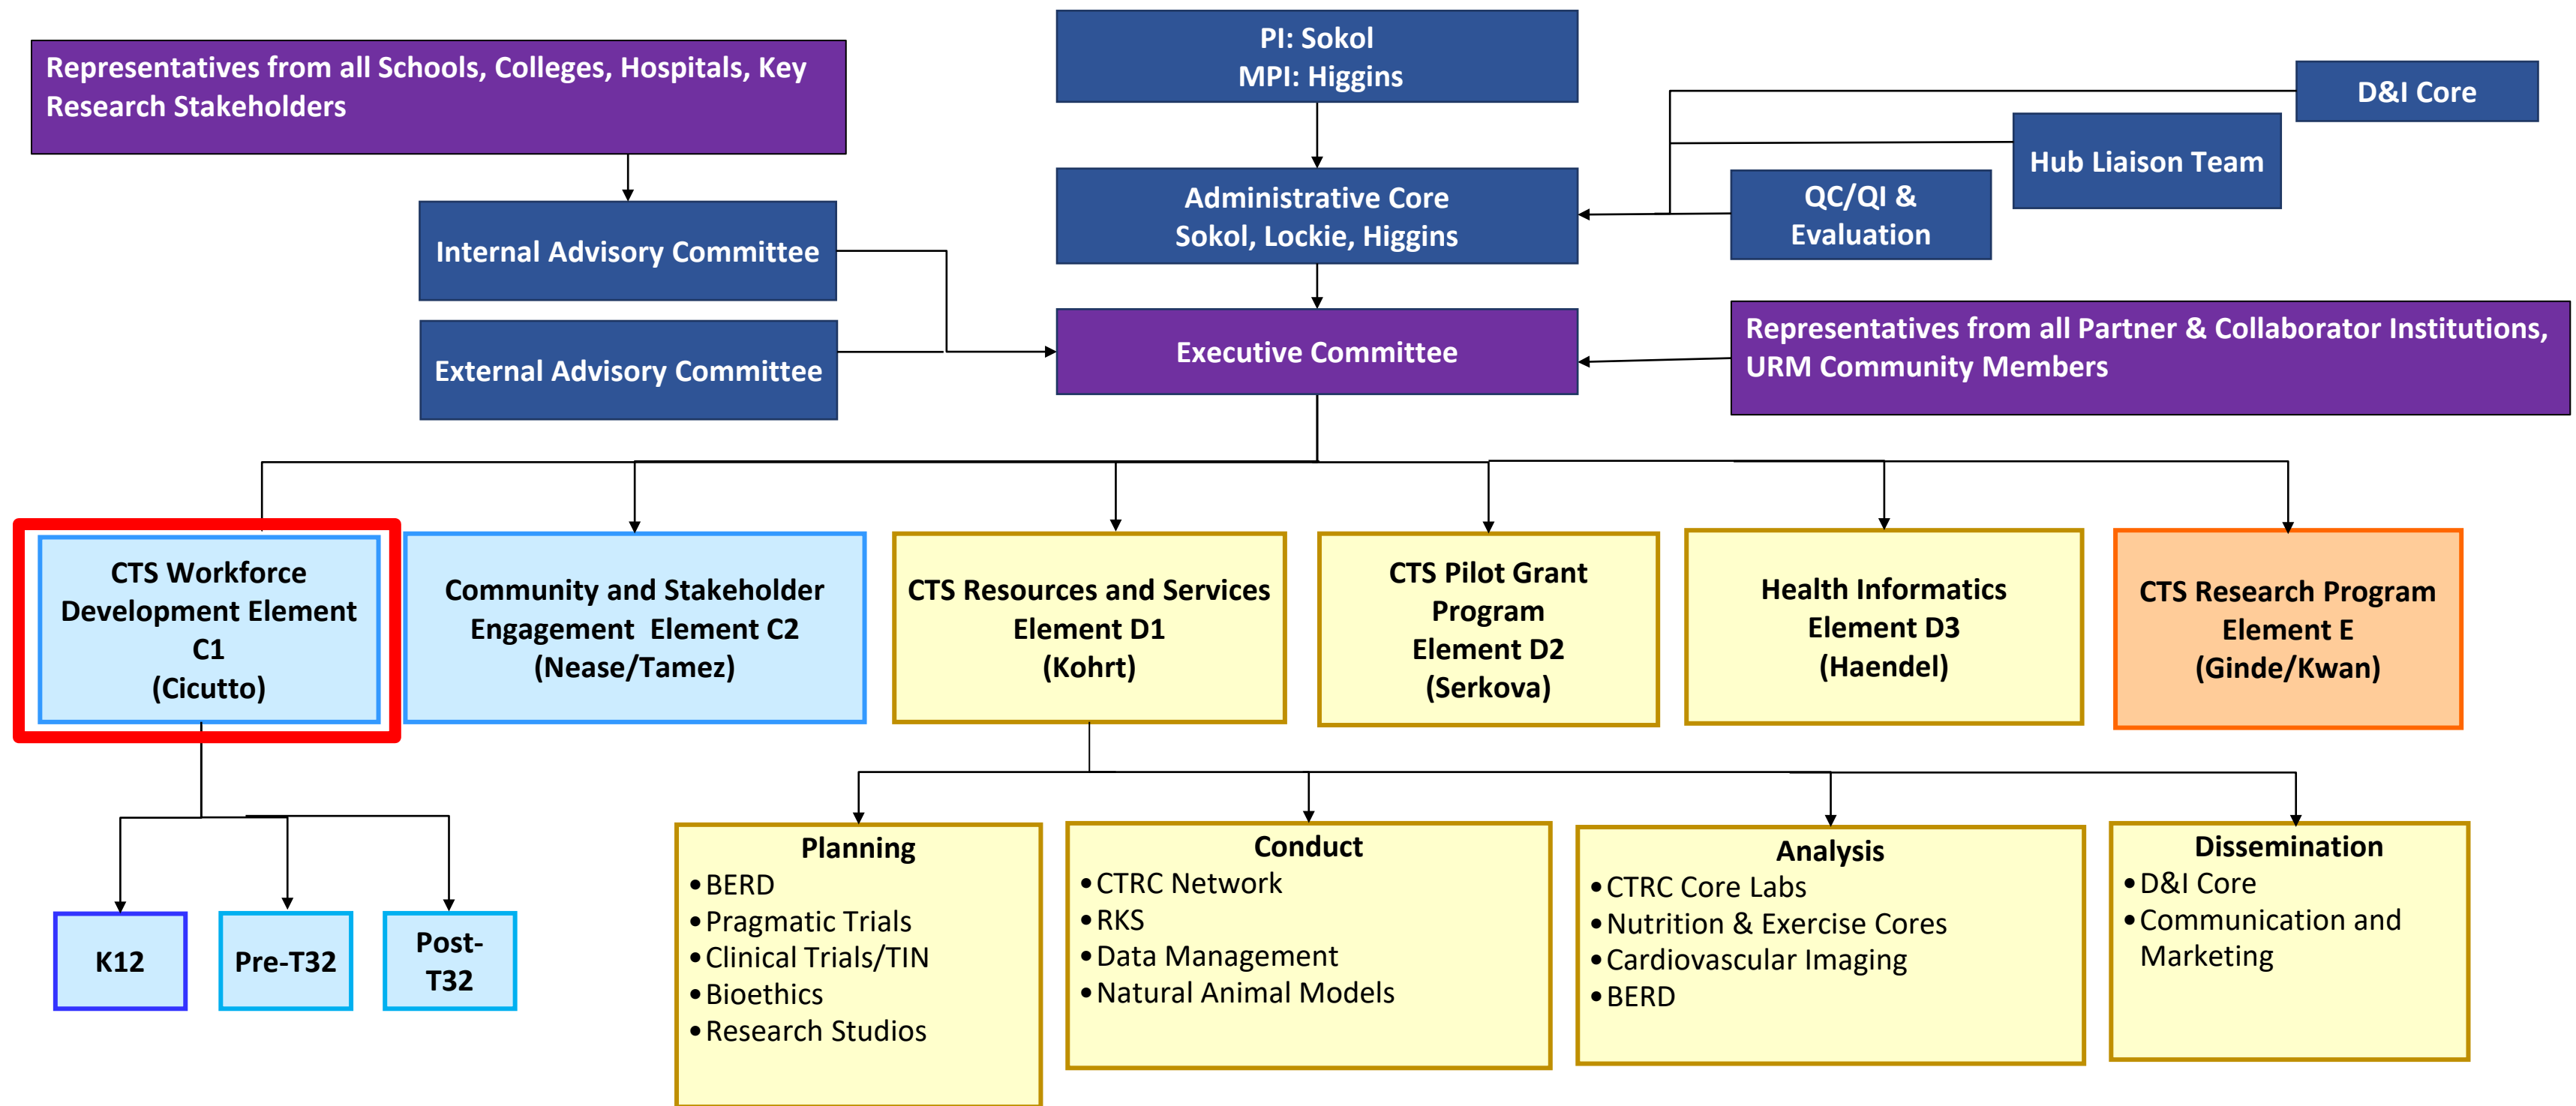 PI: Sokol
MPI: Higgins
Representatives from all Schools, Colleges, Hospitals, Key
Research Stakeholders
D&I Core
Hub Liaison Team
QC/QI &
Evaluation
Administrative Core
Sokol, Lockie, Higgins
Internal Advisory Committee
External Advisory Committee
Executive Committee
Representatives from all Partner & Collaborator Institutions,
URM Community Members
CTS Workforce
Development Element
C1
(Cicutto)
Community and Stakeholder
Engagement Element C2
(Nease/Tamez)
CTS Resources and Services
Element D1
(Kohrt)
CTS Pilot Grant
Program
Element D2
(Serkova)
Health Informatics
Element D3
(Haendel)
CTS Research Program
Element E
(Ginde/Kwan)
K12
Pre-T32
Post-
T32
Planning
•BERD
•Pragmatic Trials
•Clinical Trials/TIN
•Bioethics
•Research Studios
Conduct
•CTRC Network
•RKS
•Data Management
•Natural Animal Models
Analysis
•CTRC Core Labs
•Nutrition & Exercise Cores
•Cardiovascular Imaging
•BERD
Dissemination
•D&I Core
•Communication and
Marketing